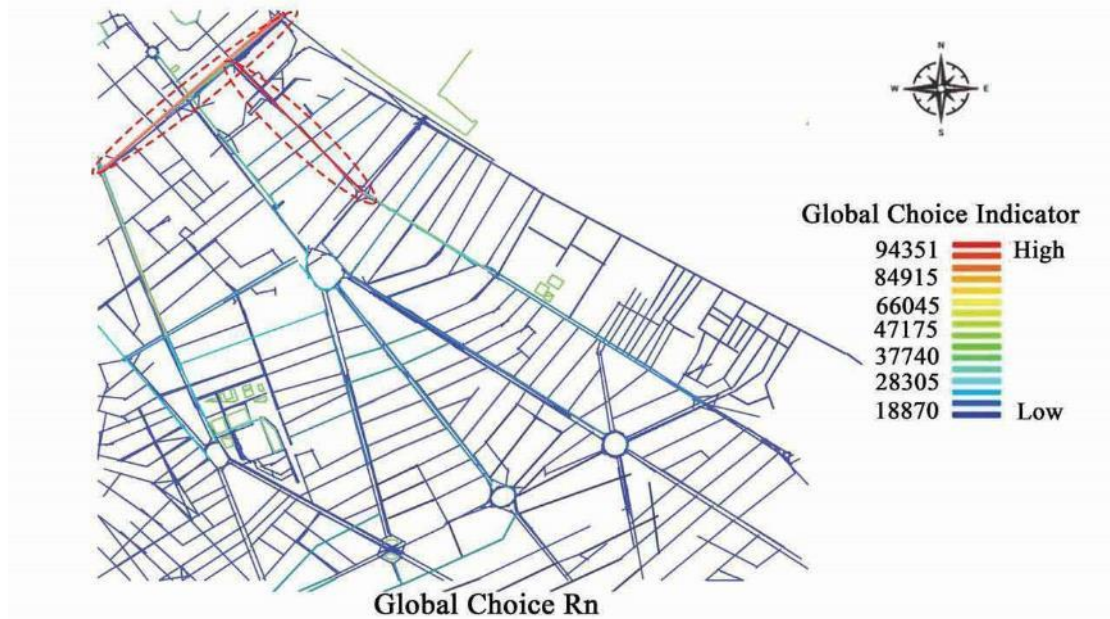 N
W E
S
Global Choice Indicator
94351 High
84915
66045
47175
37740
28305
18870 Low
Global Choice Rn